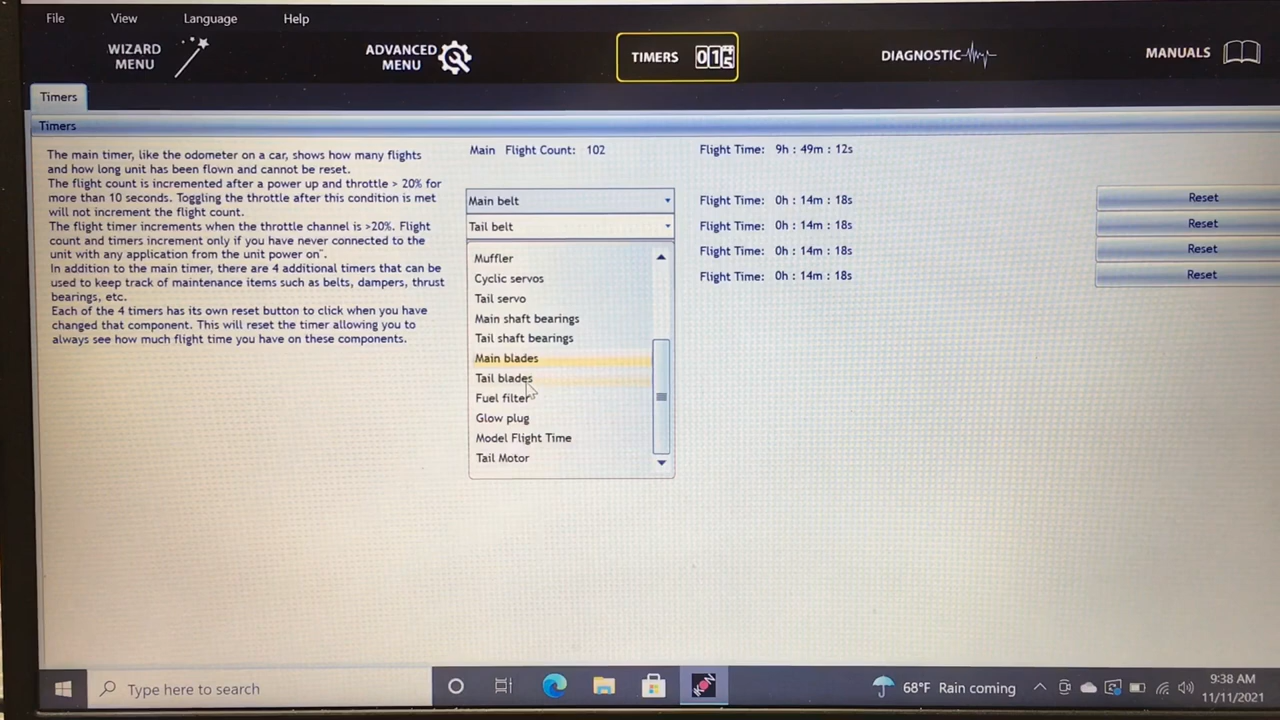 File View Language Help
WIZARD MENU
ADVANCED MENU
TIMERS
DIAGNOSTIC
MANUALS
Timers
Timers
The main timer, like the odometer on a car, shows how many flights
and how long unit has been flown and cannot be reset.
The flight count is incremented after a power up and throttle > 20% for
more than 10 seconds. Toggling the throttle after this condition is met
will not increment the flight count.
The flight timer increments when the throttle channel is >20%. Flight
count and timers increment only if you have never connected to the
unit with any application from the unit power on".
In addition to the main timer, there are 4 additional timers that can be
used to keep track of maintenance items such as belts, dampers, thrust
bearings, etc.
Each of the 4 timers has its own reset button to click when you have
changed that component. This will reset the timer allowing you to
always see how much flight time you have on these components.
Main Flight Count: 102 Flight Time: 9h : 49m : 12s
Main belt Flight Time: 0h : 14m : 18s Reset
Tail belt Flight Time: 0h : 14m : 18s Reset
Flight Time: 0h : 14m : 18s Reset
Flight Time: 0h : 14m : 18s Reset
Muffler
Cyclic servos
Tail servo
Main shaft bearings
Tail shaft bearings
Main blades
Tail blades
Fuel filter
Glow plug
Model Flight Time
Tail Motor
Type here to search
68°F Rain coming
9:38 AM
11/11/2021